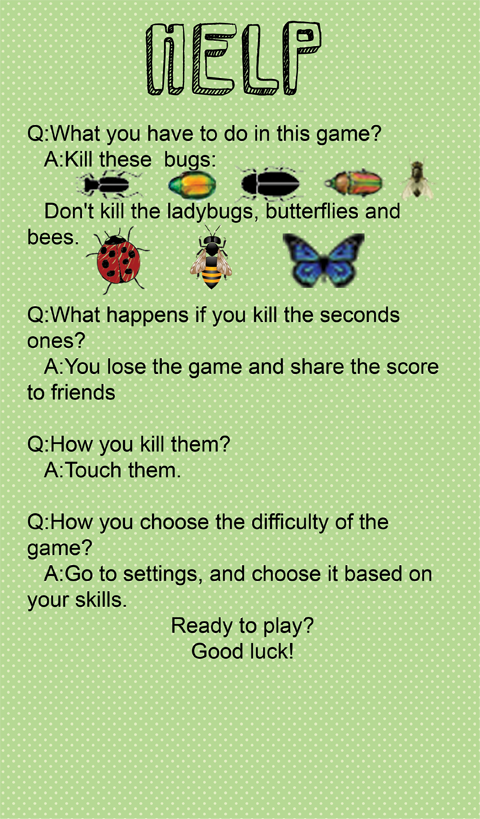 HELP
Q:What you have to do in this game?
A:Kill these  bugs:
Don't kill the ladybugs, butterflies and
bees.
Q:What happens if you kill the seconds
ones?
A:You lose the game and share the score
to friends
Q:How you kill them?
A:Touch them.
Q:How you choose the difficulty of the
game?
A:Go to settings, and choose it based on
your skills.
Ready to play?
Good luck!